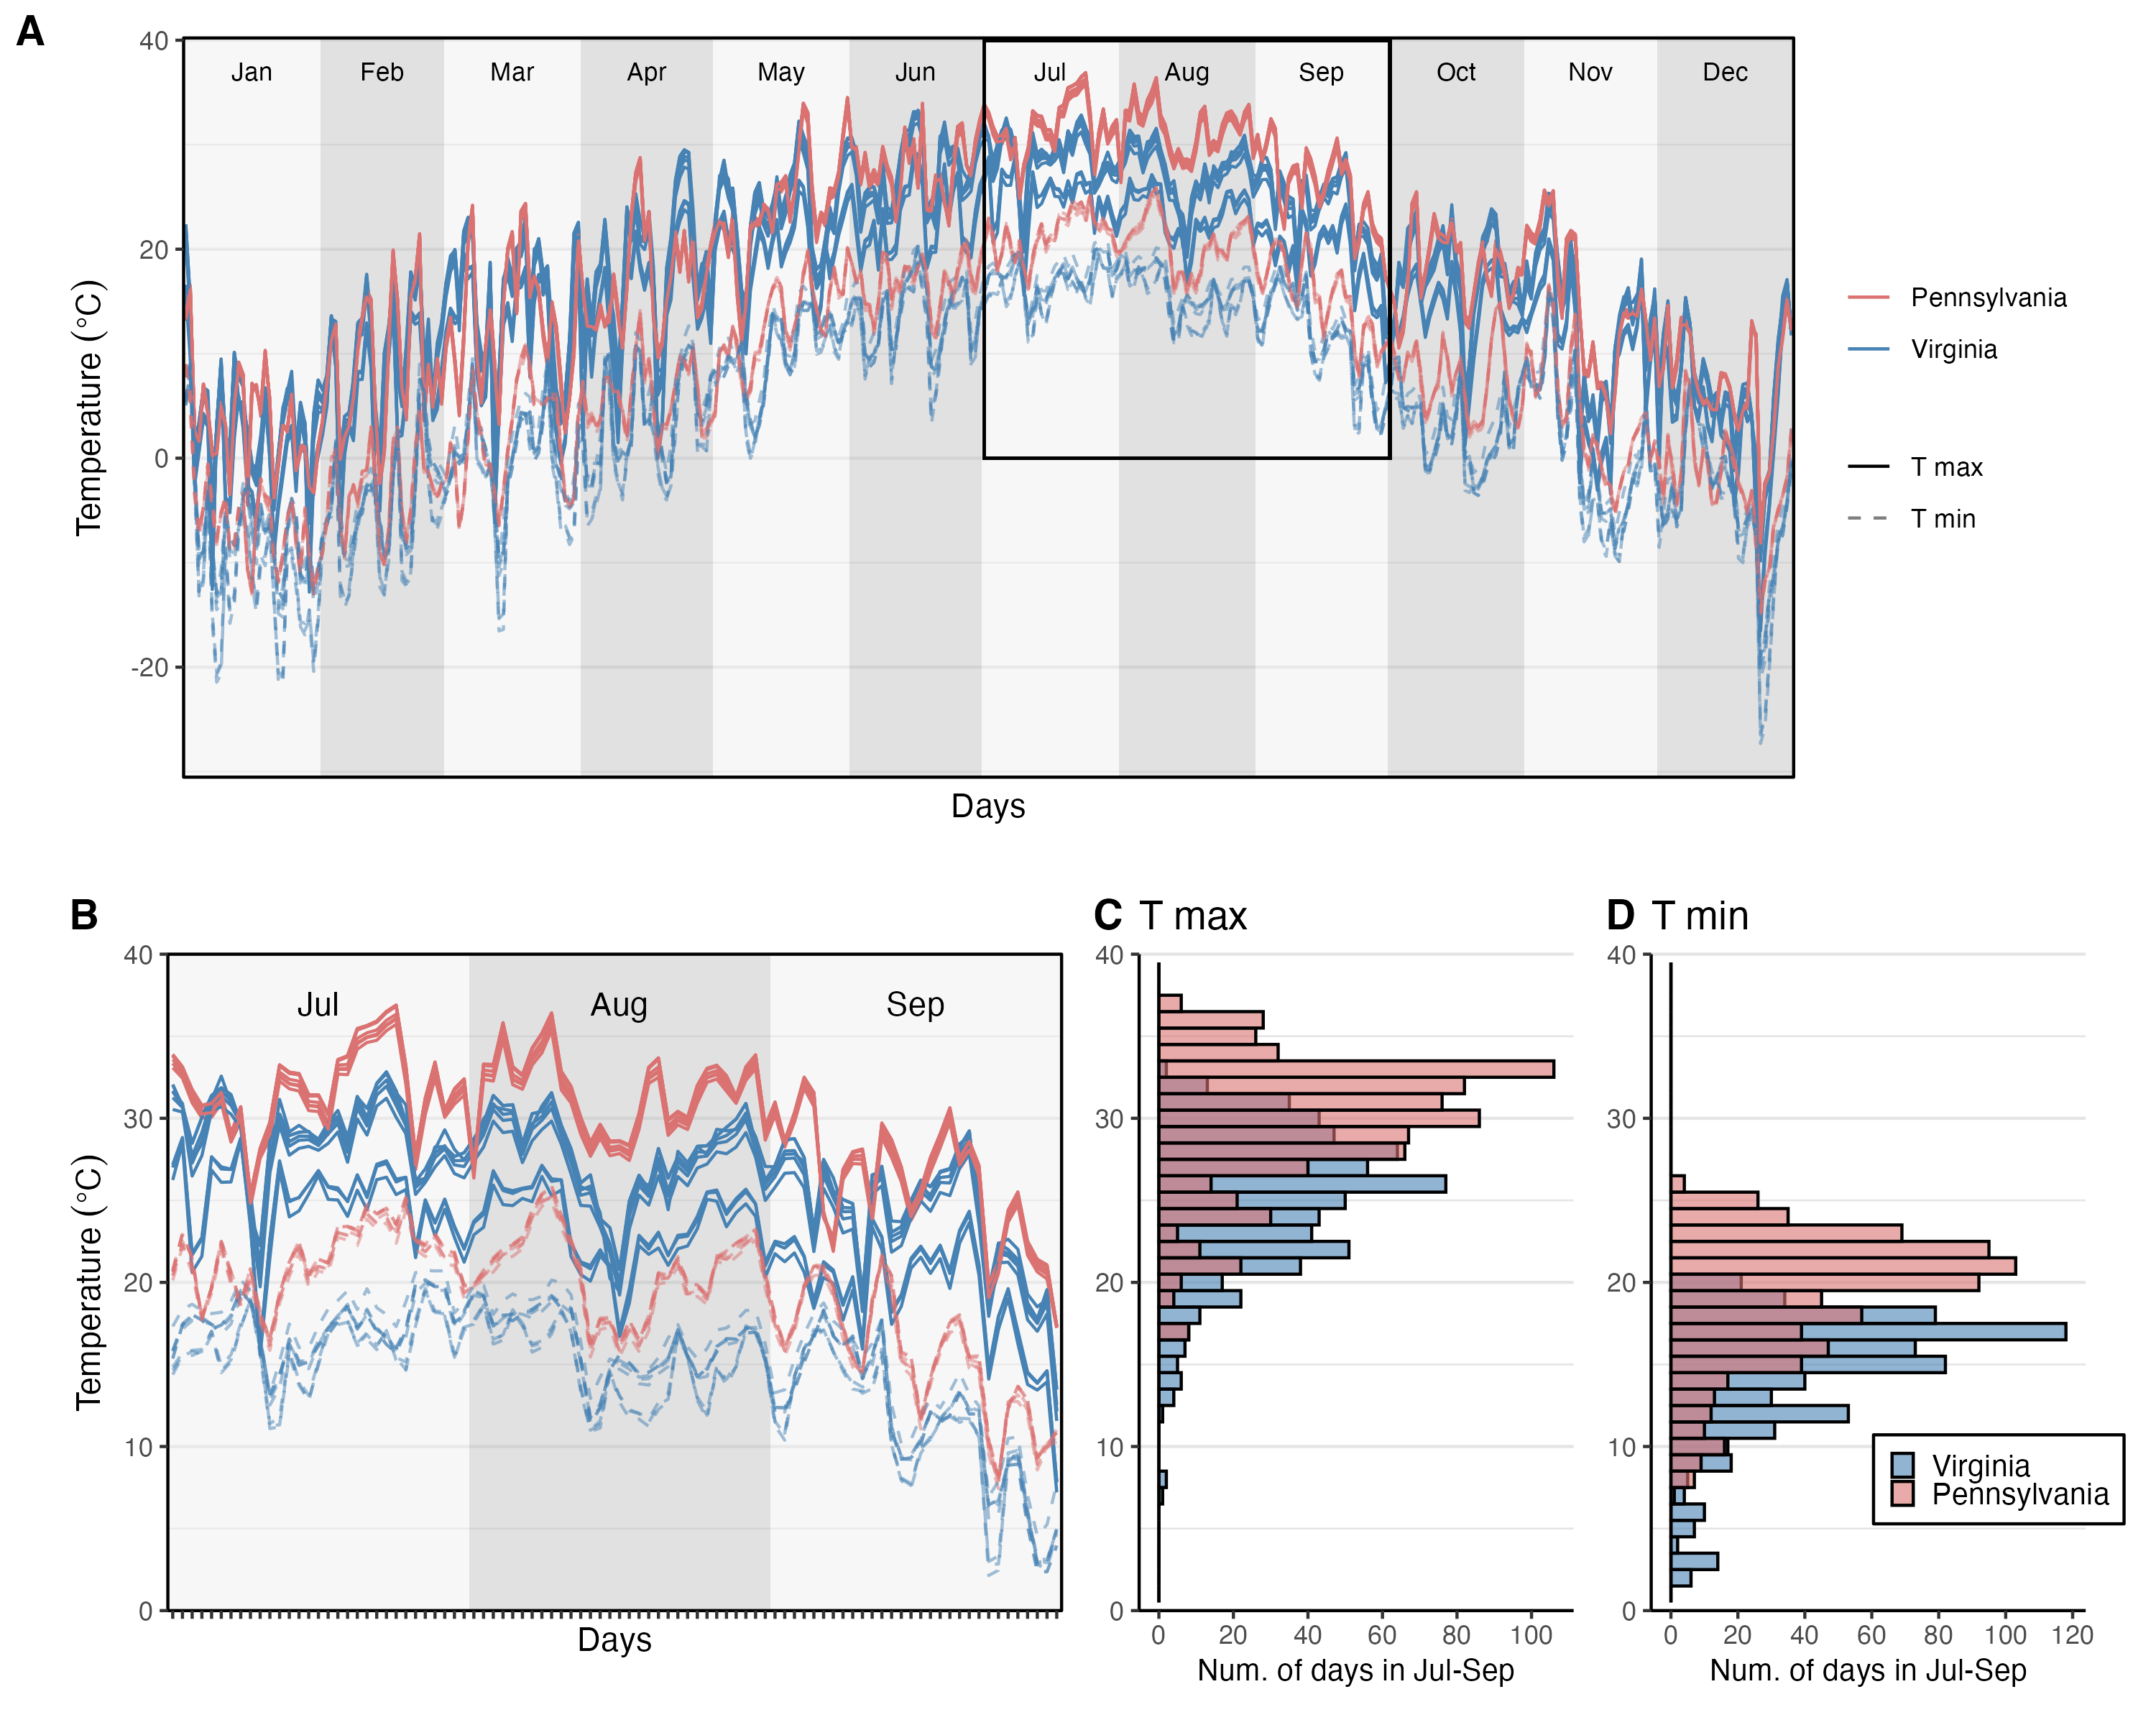 A
40
20
0
-20
Temperature (°C)
Jan Feb Mar Apr May Jun Jul Aug Sep Oct Nov Dec
Days
Pennsylvania
Virginia
T max
T min
B
40
30
20
10
0
Temperature (°C)
Jul Aug Sep
Days
C T max
40
30
20
10
0
0 20 40 60 80 100
Num. of days in Jul-Sep
D T min
40
30
20
10
0
0 20 40 60 80 100 120
Num. of days in Jul-Sep
Virginia
Pennsylvania